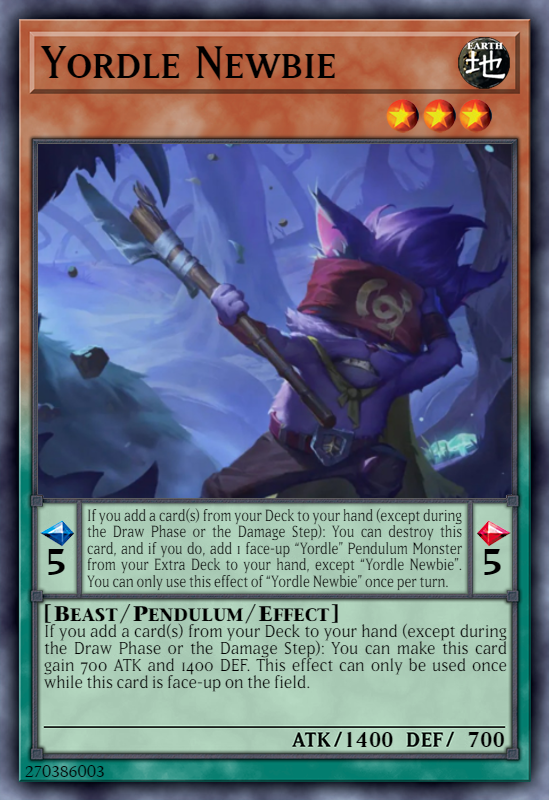 Yordle Newbie
EARTH
地
If you add a card(s) from your Deck to your hand (except during
the Draw Phase or the Damage Step): You can destroy this
card, and if you do, add 1 face-up “Yordle” Pendulum Monster
from your Extra Deck to your hand, except “Yordle Newbie”.
You can only use this effect of “Yordle Newbie” once per turn.
5
5
[Beast/Pendulum/Effect]
If you add a card(s) from your Deck to your hand (except during
the Draw Phase or the Damage Step): You can make this card
gain 700 ATK and 1400 DEF. This effect can only be used once
while this card is face-up on the field.
ATK/1400 DEF/ 700
270386003